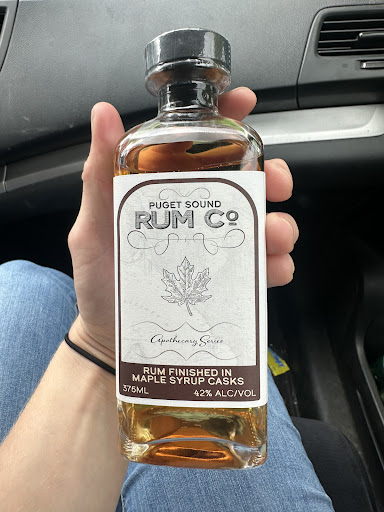 PUGET SOUND
RUM Co
Apothecary Series
RUM FINISHED IN
MAPLE SYRUP CASKS
375ML 42% ALC/VOL